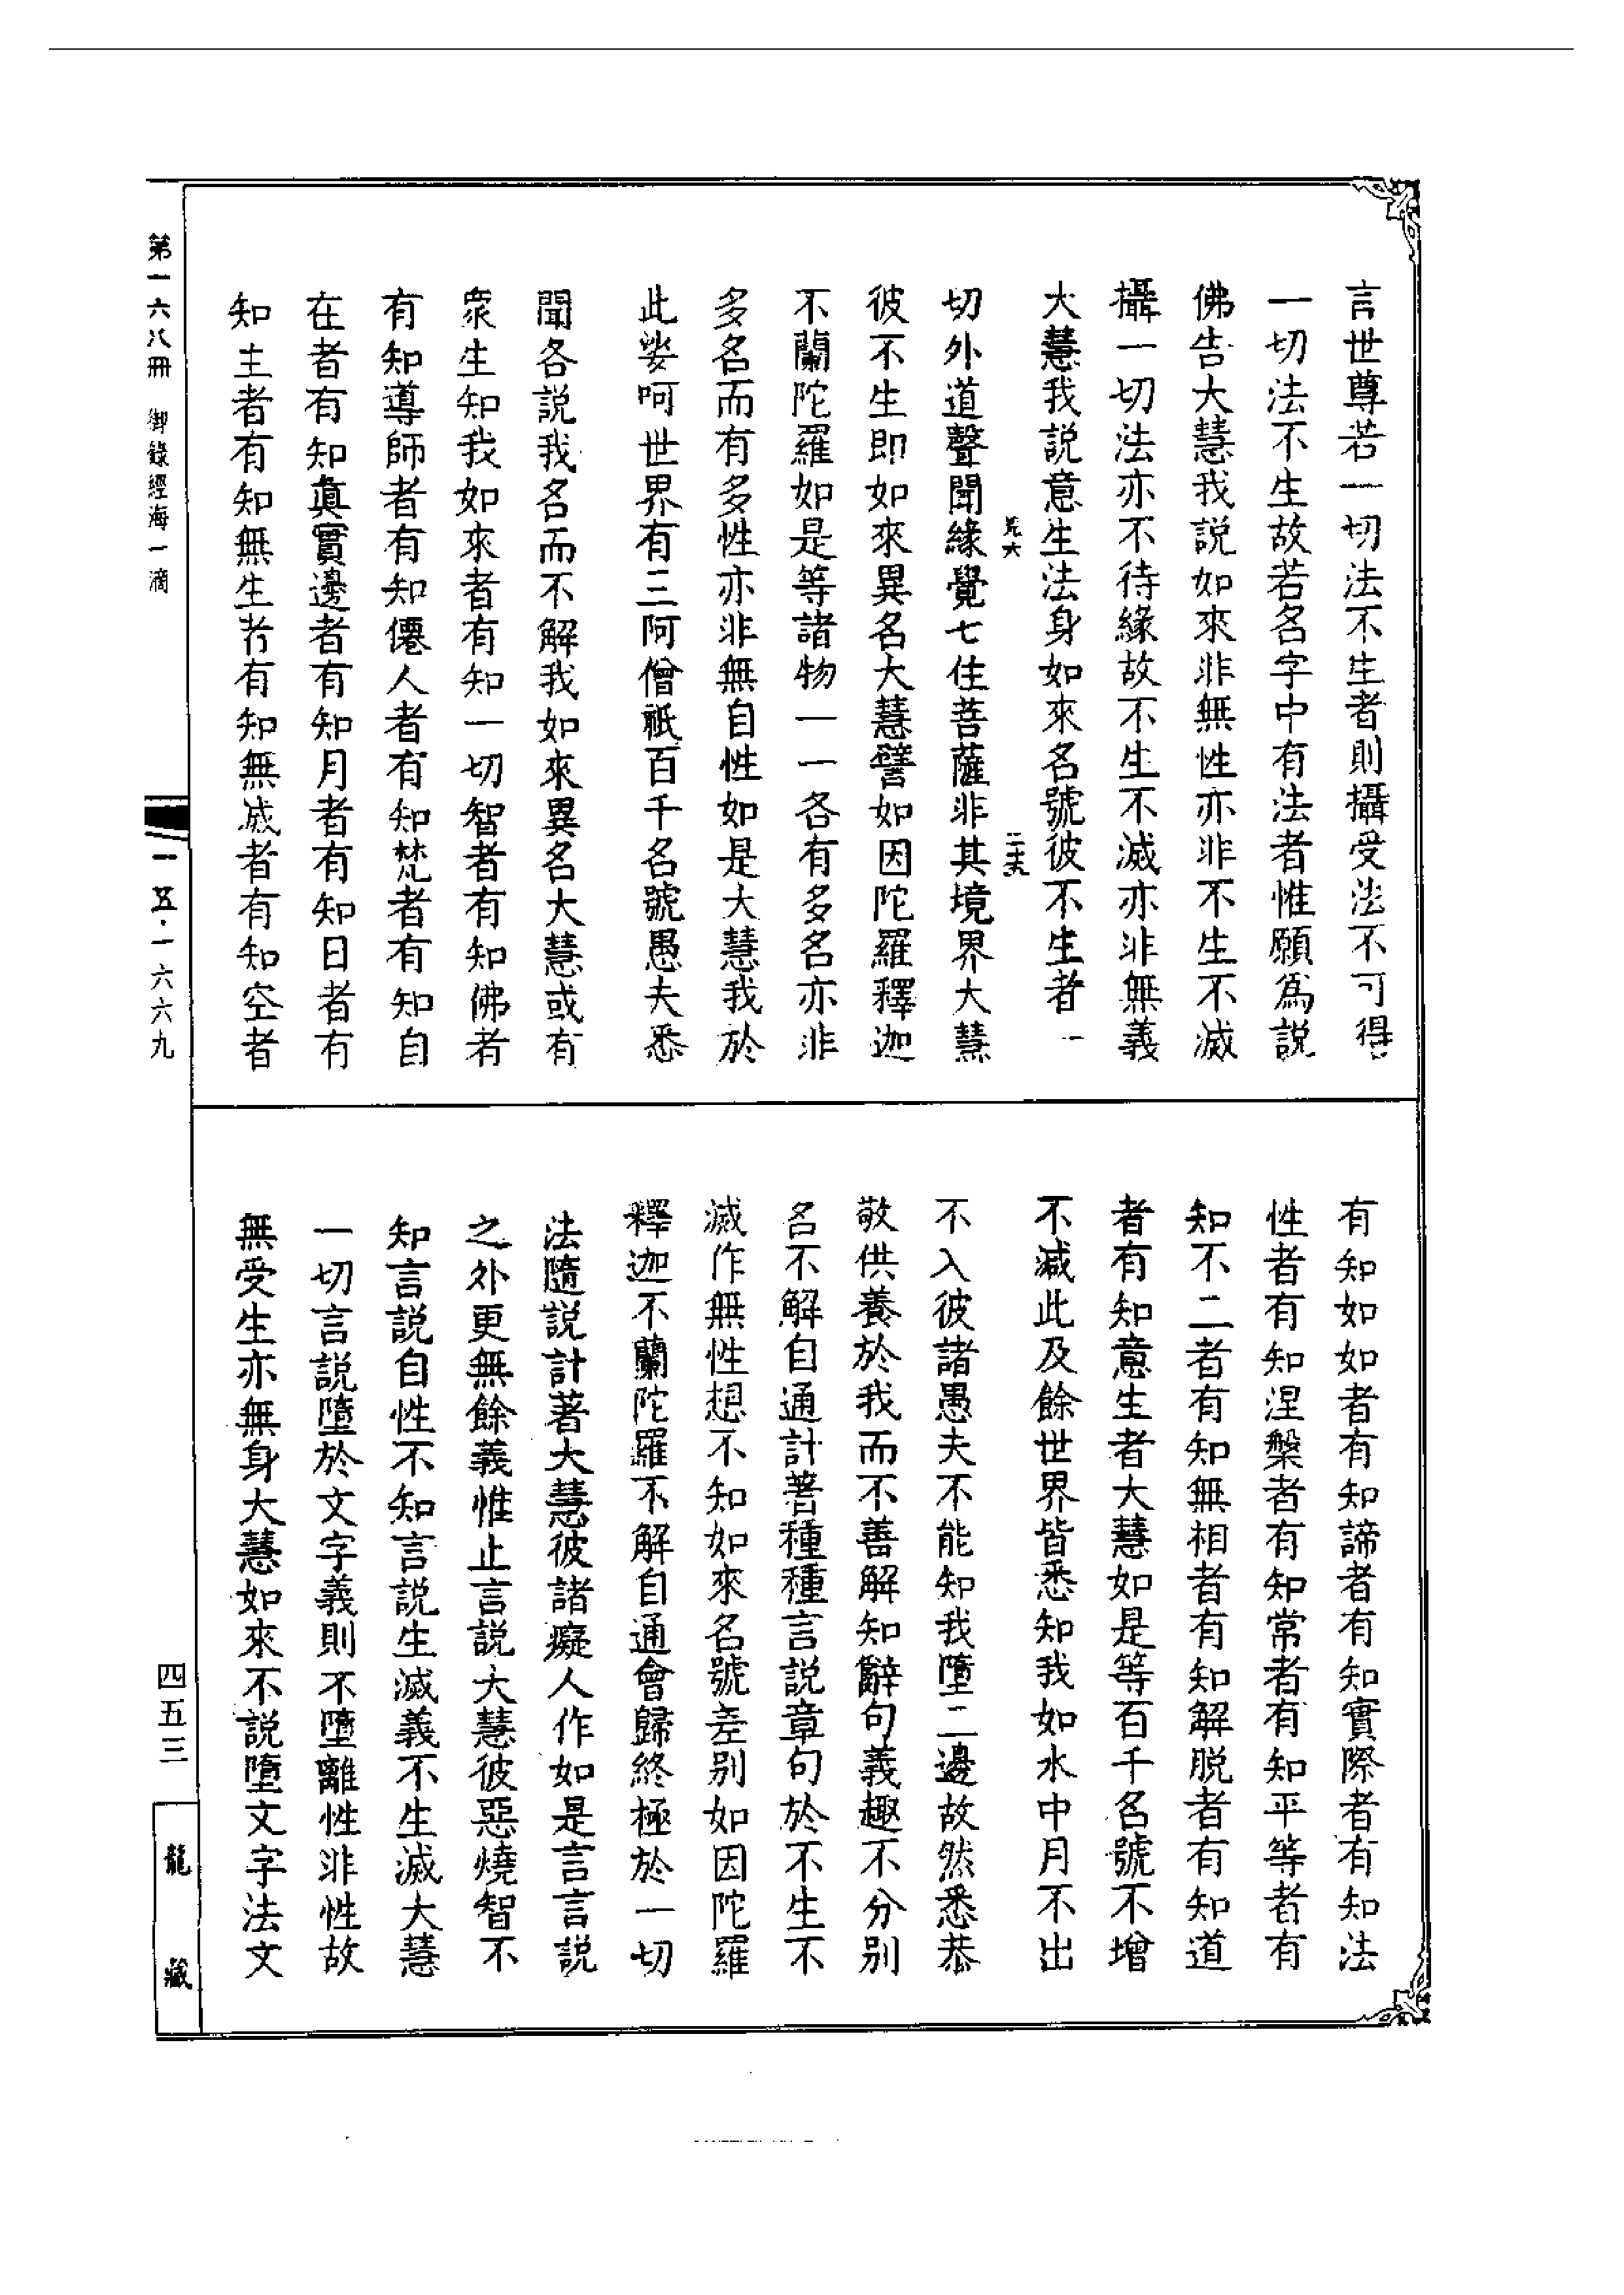 言世尊若一切法不生者則攝受法不可得
一切法不生故若名字中有法者惟願為説
佛告大慧我説如來非無性亦非不生不滅
攝一切法亦不待緣故不生不滅亦非無義
大慧我説意生法身如來名號彼不生者一
切外道聲聞緣覺七住菩薩非其境界大慧
彼不生即如來異名大慧譬如因陀羅釋迦
不蘭陀羅如是等諸物一一各有多名亦非
多名而有多性亦非無自性如是大慧我於
此娑呵世界有三阿僧祇百千名號愚夫悉
聞各説我名而不解我如來異名大慧或有
衆生知我如來者有知一切智者有知佛者
有知導師者有知僊人者有知梵者有知自
在者有知眞實邊者有知月者有知日者有
知主者有知無生者有知無滅者有知空者
有知如如者有知諦者有知實際者有知法
性者有知涅槃者有知常者有知平等者有
知不二者有知無相者有知解脱者有知道
者有知意生者大慧如是等百千名號不增
不減此及餘世界皆悉知我如水中月不出
不入彼諸愚夫不能知我墮二邊故然悉恭
敬供養於我而不善解知辭句義趣不分别
名不解自通計著種種言説章句於不生不
滅作無性想不知如來名號差别如因陀羅
釋迦不蘭陀羅不解自通會歸終極於一切
法隨説計著大慧彼諸癡人作如是言言説
之外更無餘義惟止言説大慧彼惡燒智不
知言説自性不知言説生滅義不生滅大慧
一切言説墮於文字義則不墮離性非性故
無受生亦無身大慧如來不説墮文字法文
第一六八冊 御錄經海一滴
一五·一六六九
四五三
龍藏